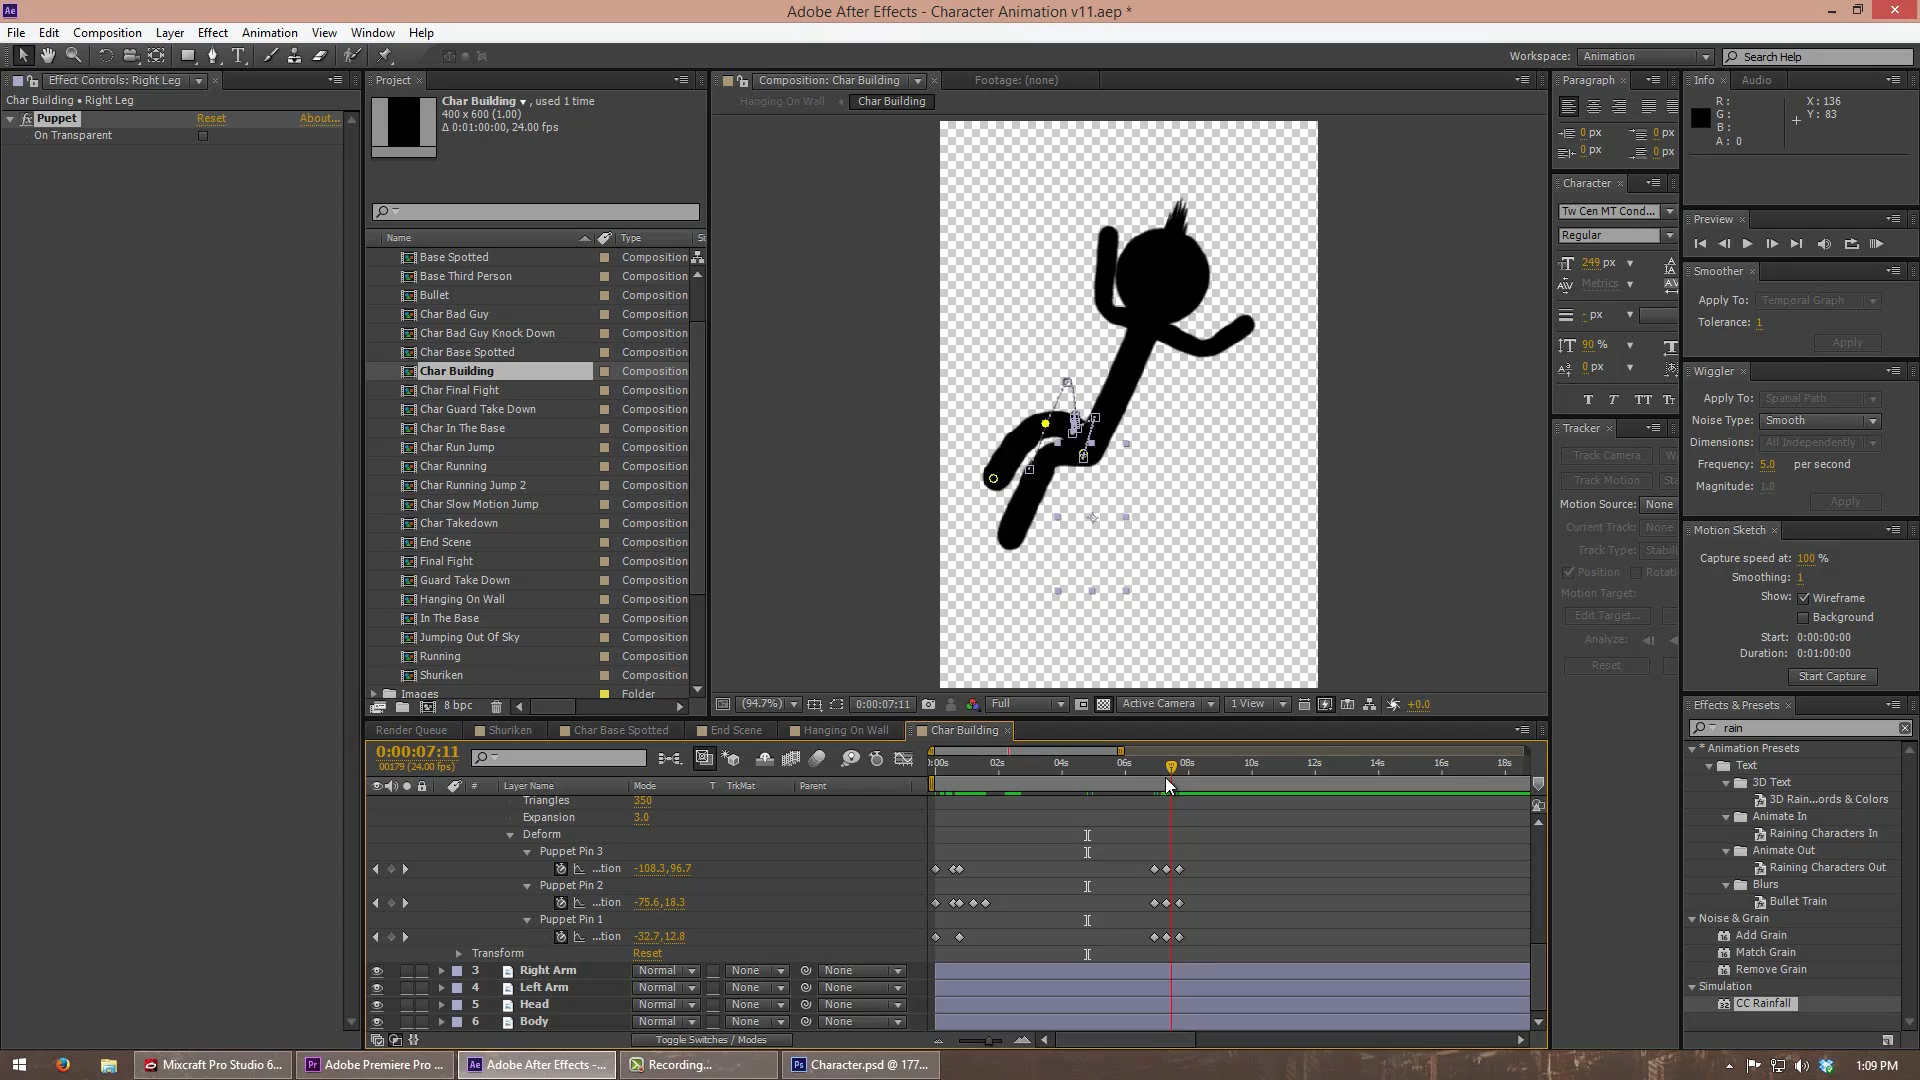 Adobe After Effects - Character Animation v11.aep *
File Edit Composition Layer Effect Animation View Window Help
Workspace: Animation
Search Help
Effect Controls: Right Leg
Char Building • Right Leg
Puppet Reset About...
On Transparent
Project
Char Building , used 1 time
400 x 600 (1.00)
Δ 0:01:00:00, 24.00 fps
Name Type
Base Spotted Composition
Base Third Person Composition
Bullet Composition
Char Bad Guy Composition
Char Bad Guy Knock Down Composition
Char Base Spotted Composition
Char Building Composition
Char Final Fight Composition
Char Guard Take Down Composition
Char In The Base Composition
Char Run Jump Composition
Char Running Composition
Char Running Jump 2 Composition
Char Slow Motion Jump Composition
Char Takedown Composition
End Scene Composition
Final Fight Composition
Guard Take Down Composition
Hanging On Wall Composition
In The Base Composition
Jumping Out Of Sky Composition
Running Composition
Shuriken Composition
Images Folder
8 bpc
Composition: Char Building
Footage: (none)
Hanging On Wall Char Building
(94.7%) 0:00:07:11 Full Active Camera 1 View +0.0
Paragraph
0 px 0 px
0 px 0 px
Character
Tw Cen MT Cond...
Regular
249 px
Metrics
- px
90 %
0 px
T T TT Tт
Tracker
Track Camera
Track Motion
Motion Source: None
Current Track: None
Track Type: Stabili
Position Rotati
Motion Target:
Edit Target...
Analyze:
Reset
Info Audio
R: X: 136
G: Y: 83
B:
A: 0
Preview
Smoother
Apply To: Temporal Graph
Tolerance: 1
Apply
Wiggler
Apply To: Spatial Path
Noise Type: Smooth
Dimensions: All Independently
Frequency: 5.0 per second
Magnitude: 1.0
Apply
Motion Sketch
Capture speed at: 100 %
Smoothing: 1
Show: Wireframe
Background
Start: 0:00:00:00
Duration: 0:01:00:00
Start Capture
Effects & Presets
rain
* Animation Presets
Text
3D Text
3D Rain...ords & Colors
Animate In
Raining Characters In
Animate Out
Raining Characters Out
Blurs
Bullet Train
Noise & Grain
Add Grain
Match Grain
Remove Grain
Simulation
CC Rainfall
Render Queue Shuriken Char Base Spotted End Scene Hanging On Wall Char Building
0:00:07:11
00179 (24.00 fps)
:00s 02s 04s 06s 08s 10s 12s 14s 16s 18s
# Layer Name Mode T TrkMat Parent
Triangles 350
Expansion 3.0
Deform
Puppet Pin 3
...tion -108.3,96.7
Puppet Pin 2
...tion -75.6,18.3
Puppet Pin 1
...tion -32.7,12.8
Transform Reset
3 Right Arm Normal None None
4 Left Arm Normal None None
5 Head Normal None None
6 Body Normal None None
Toggle Switches / Modes
Mixcraft Pro Studio 6... Adobe Premiere Pro ... Adobe After Effects -... Recording... Character.psd @ 177... 1:09 PM